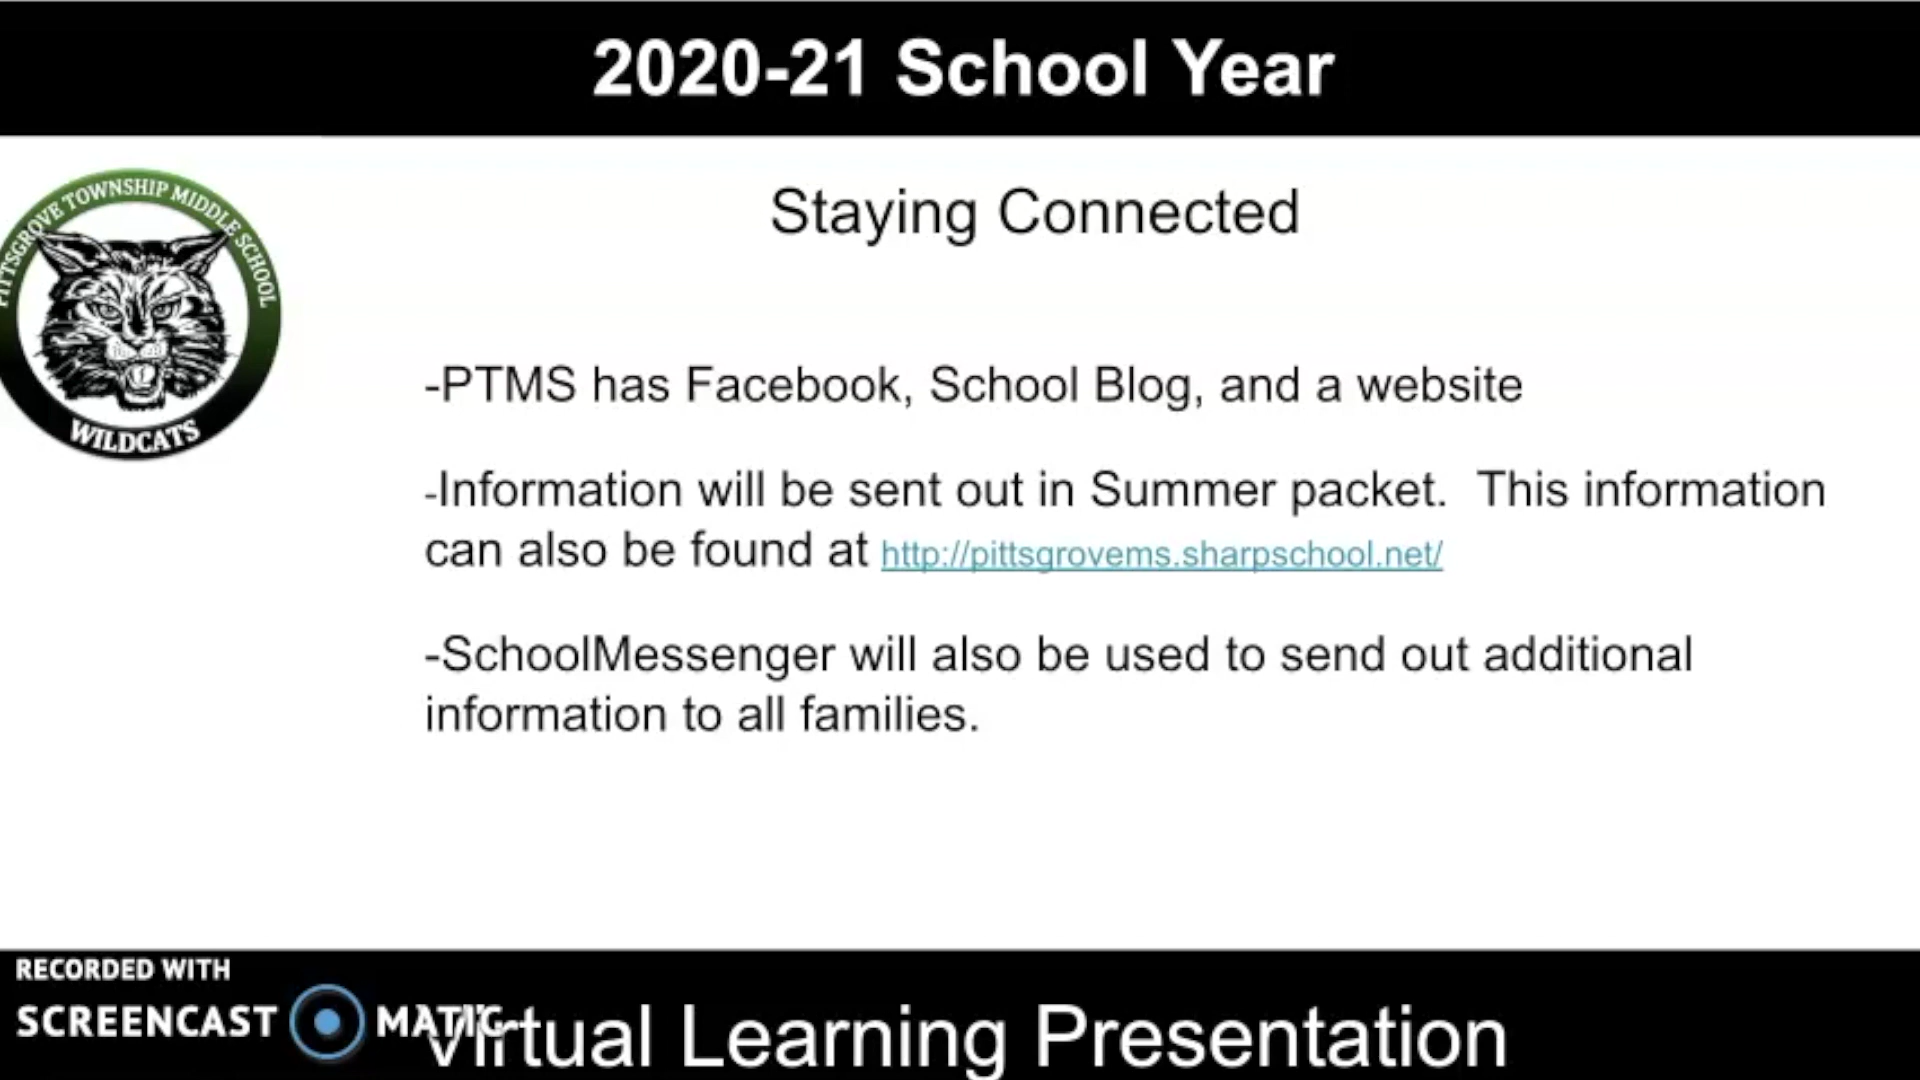 2020-21 School Year
PITTSGROVE TOWNSHIP MIDDLE SCHOOL
WILDCATS
Staying Connected
-PTMS has Facebook, School Blog, and a website
-Information will be sent out in Summer packet.  This information
can also be found at http://pittsgrovems.sharpschool.net/
-SchoolMessenger will also be used to send out additional
information to all families.
RECORDED WITH
SCREENCAST MATIC
Virtual Learning Presentation